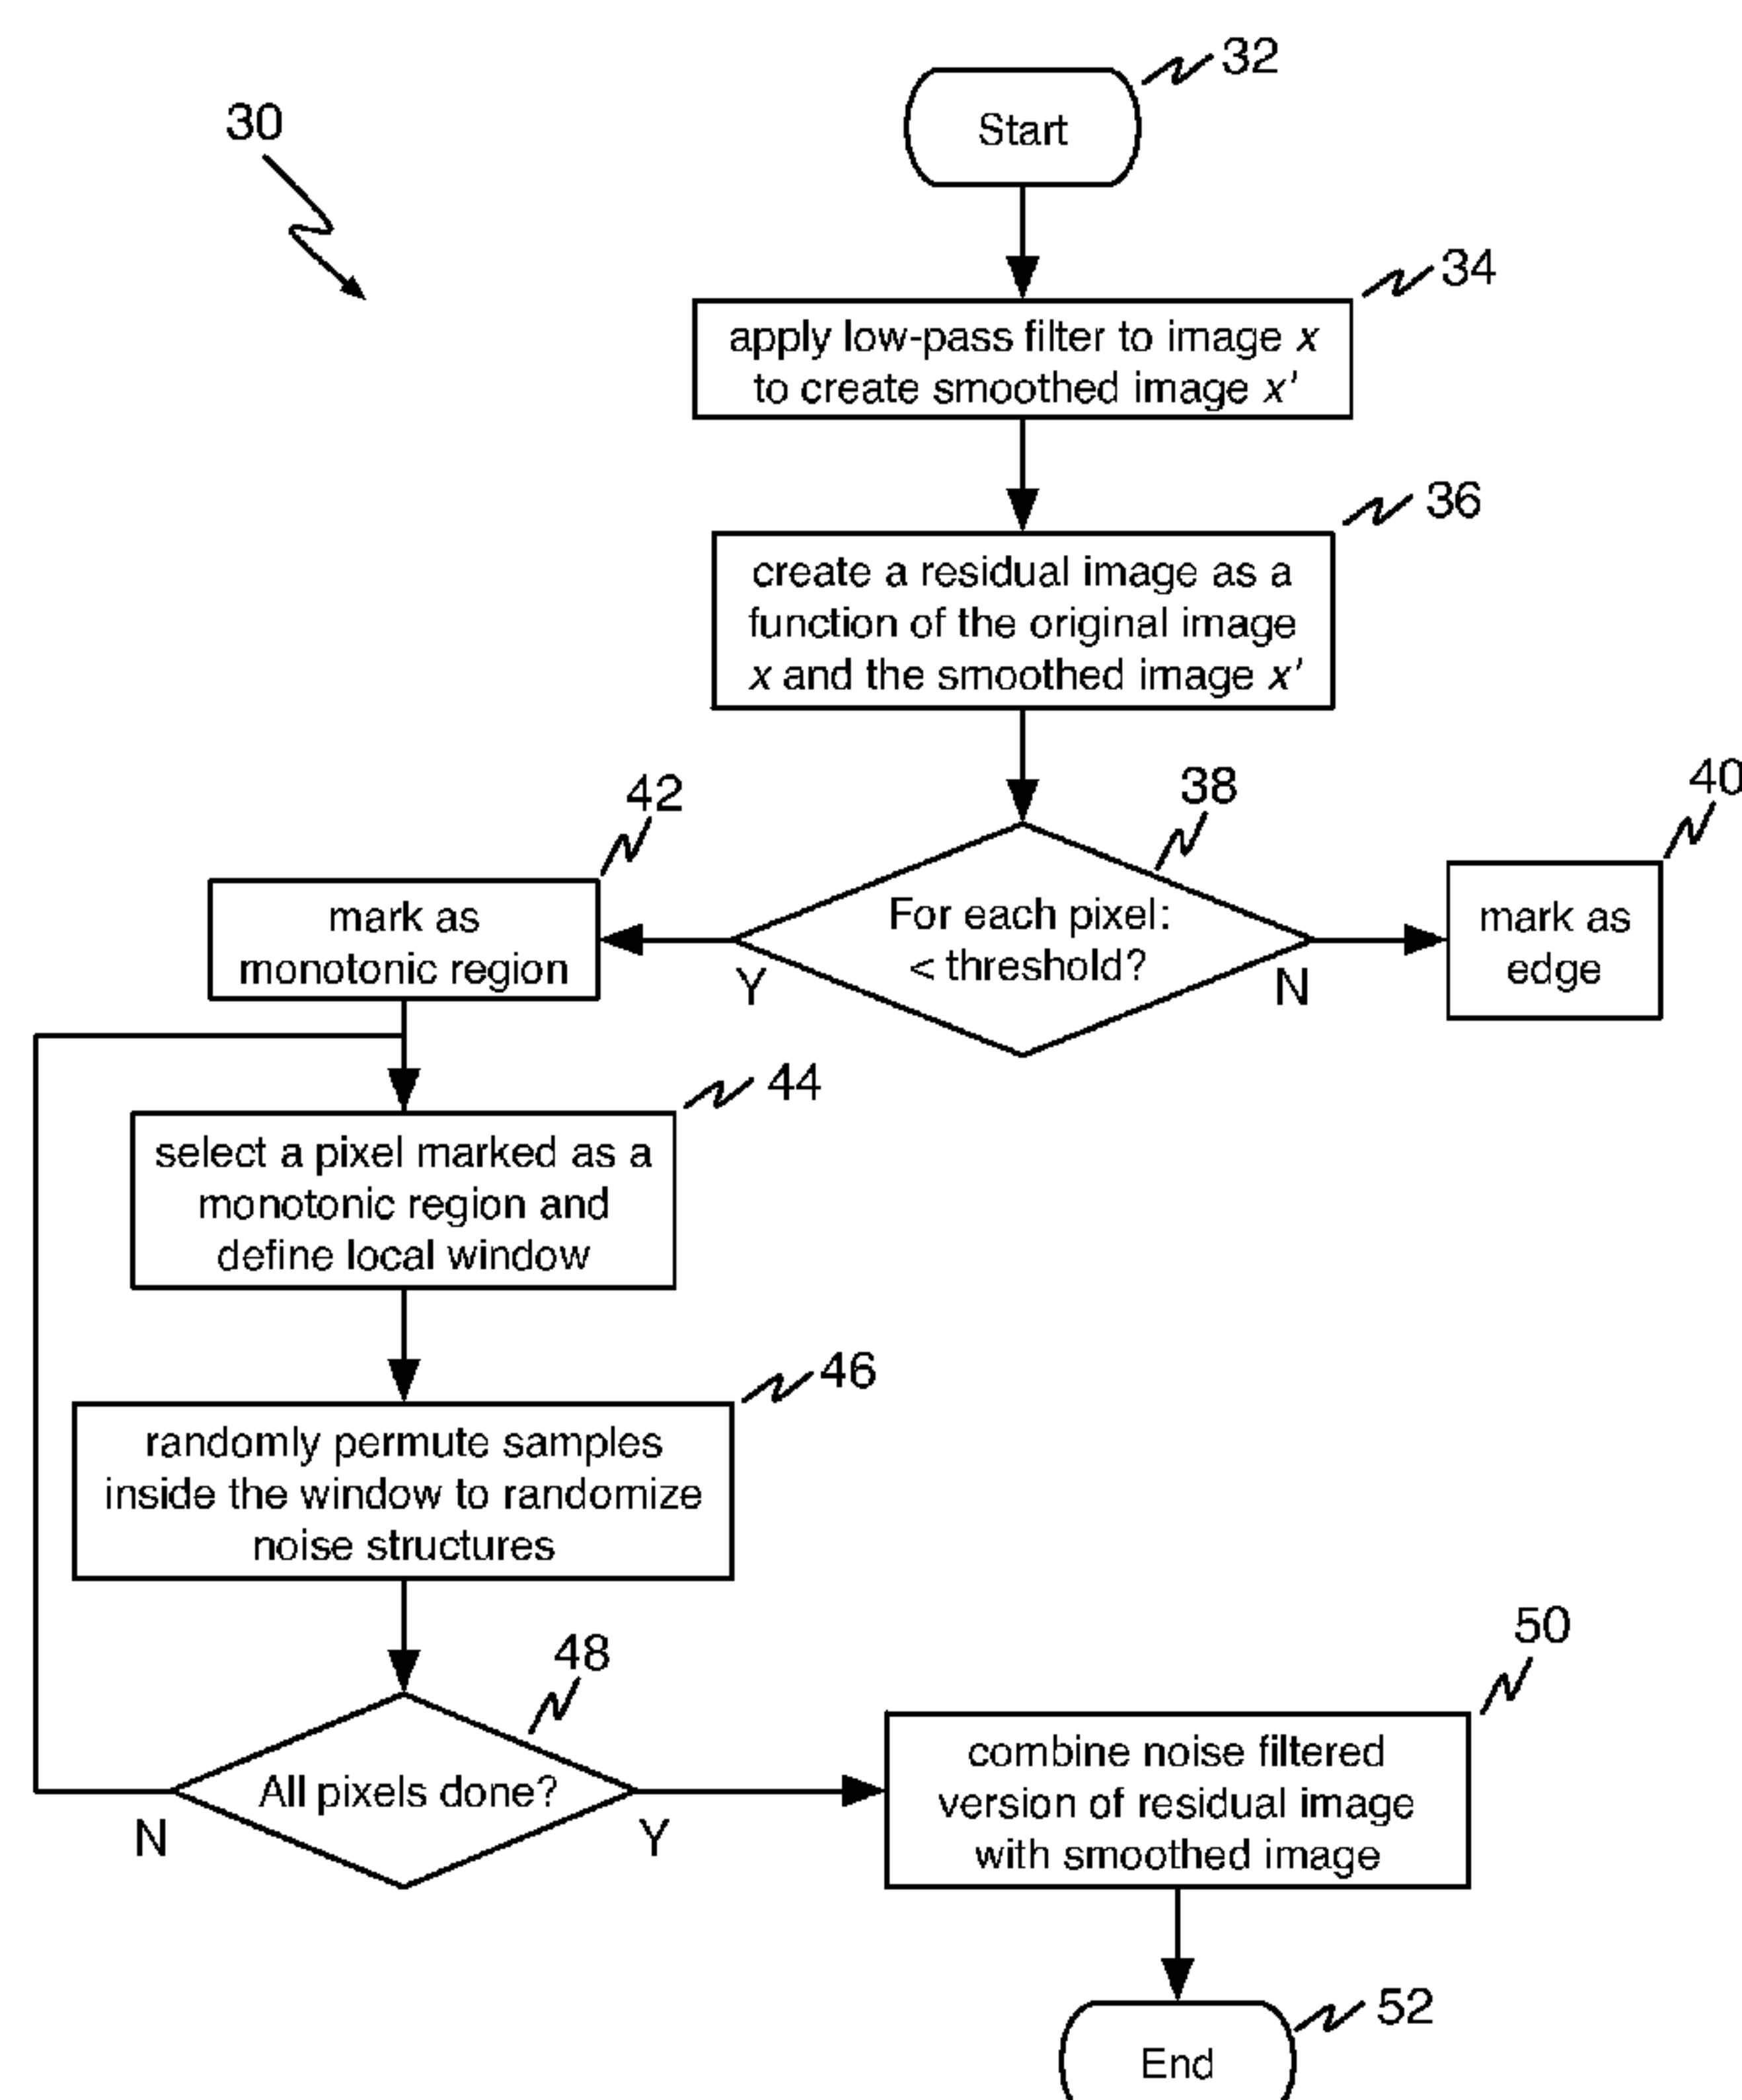 32
30
Start
34
apply low-pass filter to image x
to create smoothed image x'
36
create a residual image as a
function of the original image
x and the smoothed image x'
42
38
40
mark as
monotonic region
For each pixel:
< threshold?
mark as
edge
Y
N
44
select a pixel marked as a
monotonic region and
define local window
46
randomly permute samples
inside the window to randomize
noise structures
48
50
All pixels done?
N
Y
combine noise filtered
version of residual image
with smoothed image
52
End